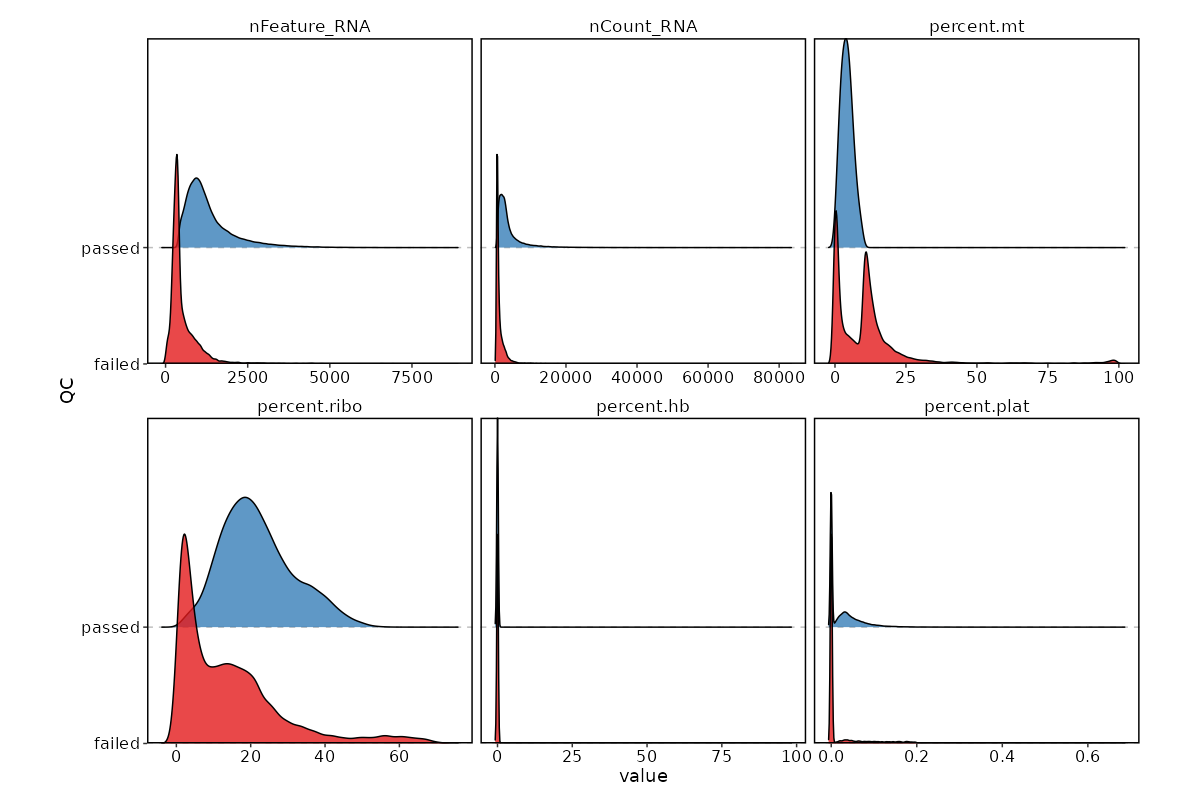 nFeature_RNA nCount_RNA percent.mt
passed
failed
0 2500 5000 7500 0 20000 40000 60000 80000 0 25 50 75 100
QC
percent.ribo percent.hb percent.plat
passed
failed
0 20 40 60 0 25 50 75 100 0.0 0.2 0.4 0.6
value